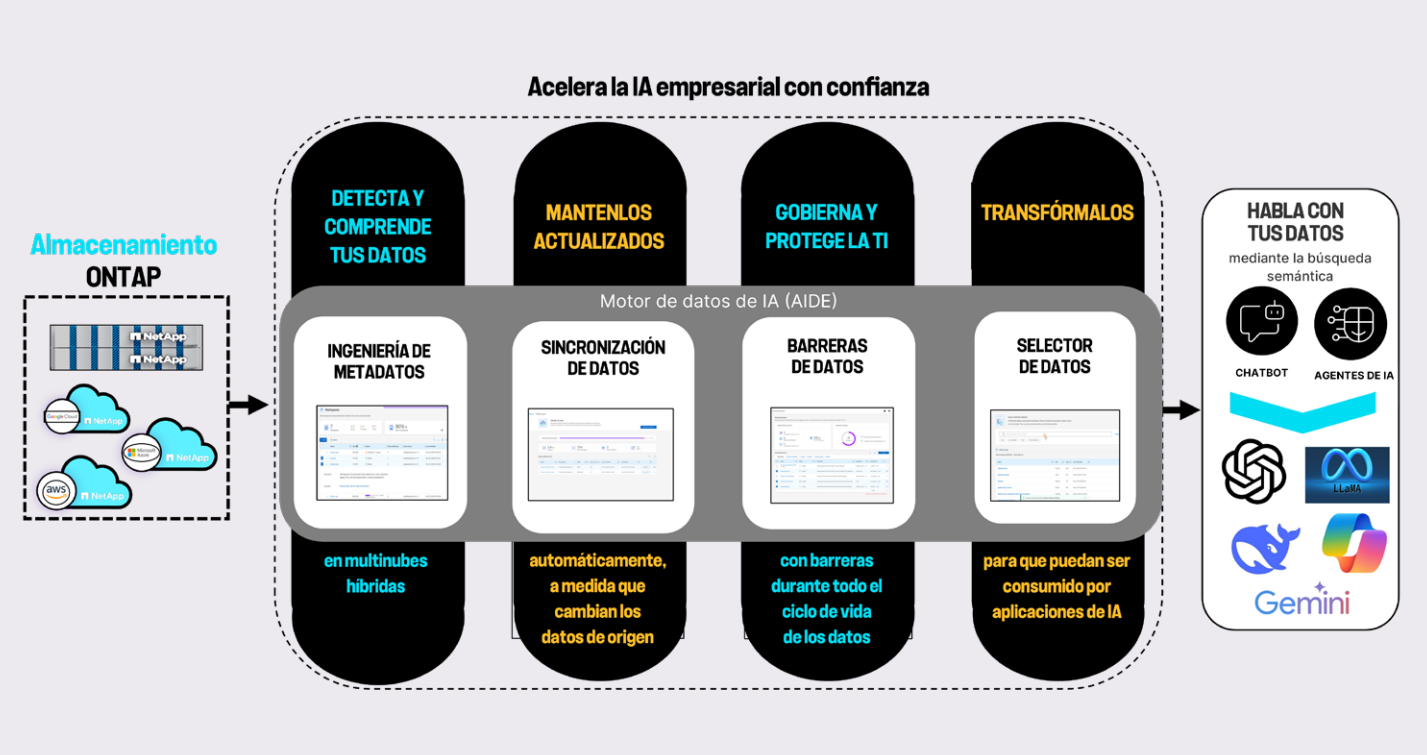 Acelera la IA empresarial con confianza
Almacenamiento
ONTAP
NetApp
NetApp
Google Cloud
NetApp
Microsoft
Azure
NetApp
aws
NetApp
DETECTA Y
COMPRENDE
TUS DATOS
MANTENLOS
ACTUALIZADOS
GOBIERNA Y
PROTEGE LA TI
TRANSFÓRMALOS
Motor de datos de IA (AIDE)
INGENIERÍA DE
METADATOS
SINCRONIZACIÓN
DE DATOS
BARRERAS
DE DATOS
SELECTOR
DE DATOS
en multinubes
híbridas
automáticamente,
a medida que
cambian los
datos de origen
con barreras
durante todo el
ciclo de vida
de los datos
para que puedan ser
consumido por
aplicaciones de IA
HABLA CON
TUS DATOS
mediante la búsqueda
semántica
CHATBOT
AGENTES DE IA
LLaMA
Gemini